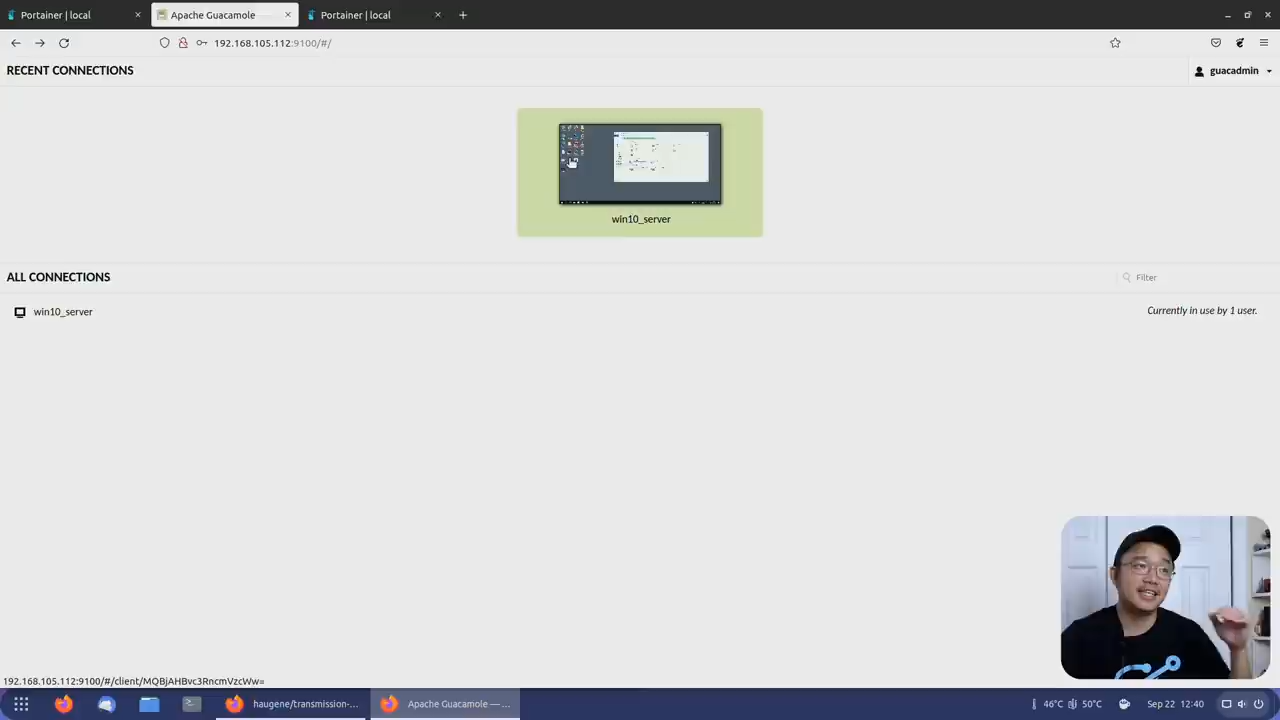 Portainer | local
Apache Guacamole
Portainer | local
192.168.105.112:9100/#/
RECENT CONNECTIONS
guacadmin
win10_server
ALL CONNECTIONS
Filter
win10_server
Currently in use by 1 user.
192.168.105.112:9100/#/client/MQBjAHBvc3RncmVzcWw=
haugene/transmission-...
Apache Guacamole — ...
46°C
50°C
Sep 22 12:40